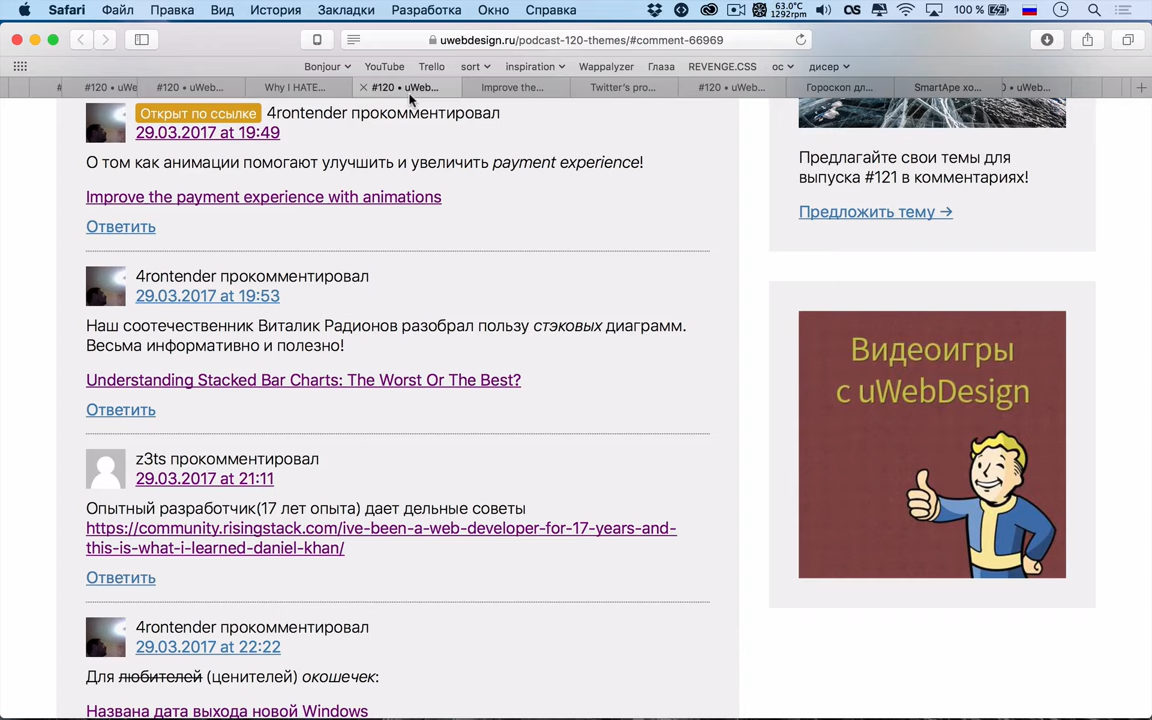 Safari Файл Правка Вид История Закладки Разработка Окно Справка 63.0°C 1292rpm 100 %
uwebdesign.ru/podcast-120-themes/#comment-66969
Bonjour YouTube Trello sort inspiration Wappalyzer Глаза REVENGE.CSS ос дисер
#120 • uWe #120 • uWeb... Why I HATE... #120 • uWeb... Improve the... Twitter's pro... #120 • uWeb... Гороскоп дл... SmartApe хо... • uWeb...
Открыт по ссылке 4rontender прокомментировал
29.03.2017 at 19:49
О том как анимации помогают улучшить и увеличить payment experience!
Improve the payment experience with animations
Ответить
4rontender прокомментировал
29.03.2017 at 19:53
Наш соотечественник Виталик Радионов разобрал пользу стэковых диаграмм.
Весьма информативно и полезно!
Understanding Stacked Bar Charts: The Worst Or The Best?
Ответить
z3ts прокомментировал
29.03.2017 at 21:11
Опытный разработчик(17 лет опыта) дает дельные советы
https://community.risingstack.com/ive-been-a-web-developer-for-17-years-and-
this-is-what-i-learned-daniel-khan/
Ответить
4rontender прокомментировал
29.03.2017 at 22:22
Для любителей (ценителей) окошечек:
Названа дата выхода новой Windows
Предлагайте свои темы для
выпуска #121 в комментариях!
Предложить тему →
Видеоигры
с uWebDesign